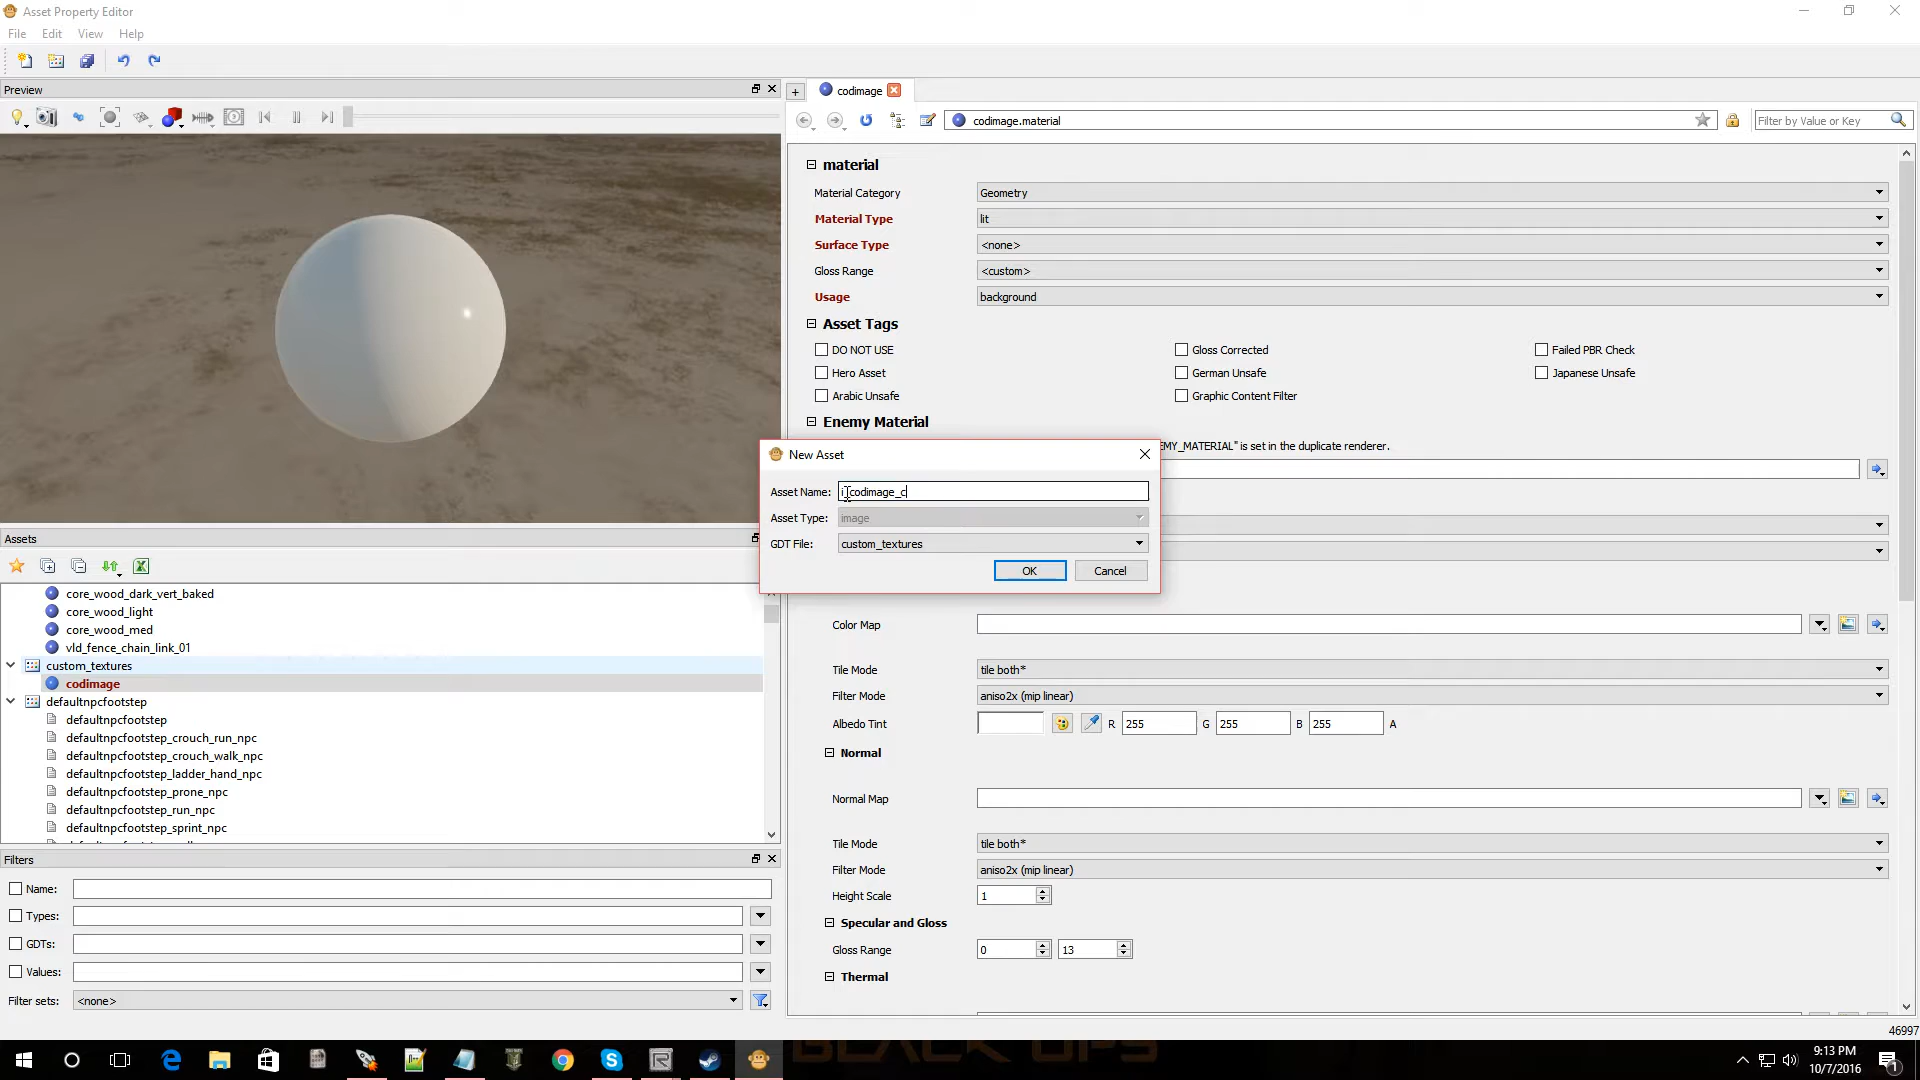 Asset Property Editor
File Edit View Help
Preview
codimage
codimage.material
Filter by Value or Key
material
Material Category Geometry
Material Type lit
Surface Type <none>
Gloss Range <custom>
Usage background
Asset Tags
DO NOT USE Gloss Corrected Failed PBR Check
Hero Asset German Unsafe Japanese Unsafe
Arabic Unsafe Graphic Content Filter
Enemy Material
EMY_MATERIAL" is set in the duplicate renderer.
New Asset
Asset Name: i_codimage_c
Asset Type: image
GDT File: custom_textures
OK Cancel
Color Map
Tile Mode tile both*
Filter Mode aniso2x (mip linear)
Albedo Tint R 255 G 255 B 255 A
Normal
Normal Map
Tile Mode tile both*
Filter Mode aniso2x (mip linear)
Height Scale 1
Specular and Gloss
Gloss Range 0 13
Thermal
Assets
core_wood_dark_vert_baked
core_wood_light
core_wood_med
vld_fence_chain_link_01
custom_textures
codimage
defaultnpcfootstep
defaultnpcfootstep
defaultnpcfootstep_crouch_run_npc
defaultnpcfootstep_crouch_walk_npc
defaultnpcfootstep_ladder_hand_npc
defaultnpcfootstep_prone_npc
defaultnpcfootstep_run_npc
defaultnpcfootstep_sprint_npc
Filters
Name:
Types:
GDTs:
Values:
Filter sets: <none>
46997
BLACK OPS
9:13 PM
10/7/2016
1